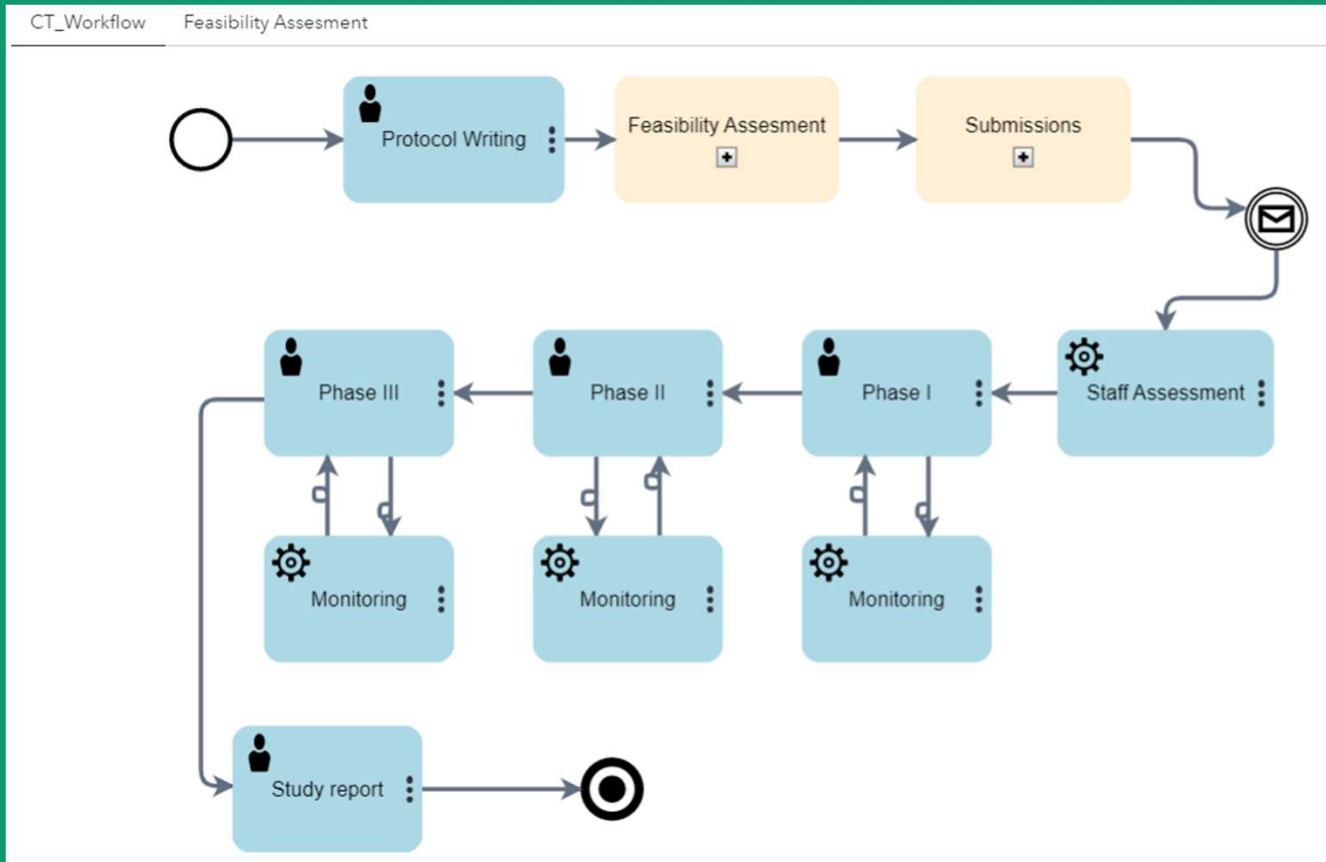 CT_Workflow
Feasibility Assesment
Protocol Writing
Feasibility Assesment
Submissions
Phase III
Phase II
Phase I
Staff Assessment
Monitoring
Monitoring
Monitoring
Study report